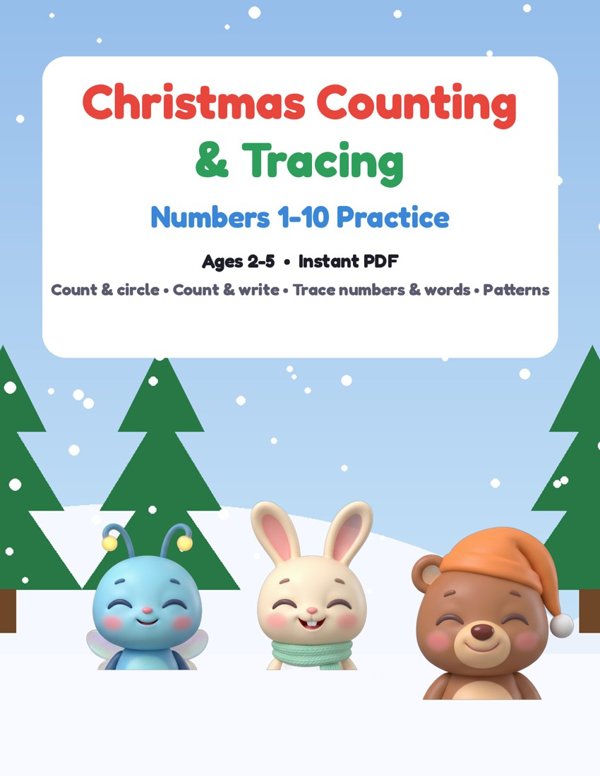 Christmas Counting
& Tracing
Numbers 1-10 Practice
Ages 2-5 • Instant PDF
Count & circle • Count & write • Trace numbers & words • Patterns